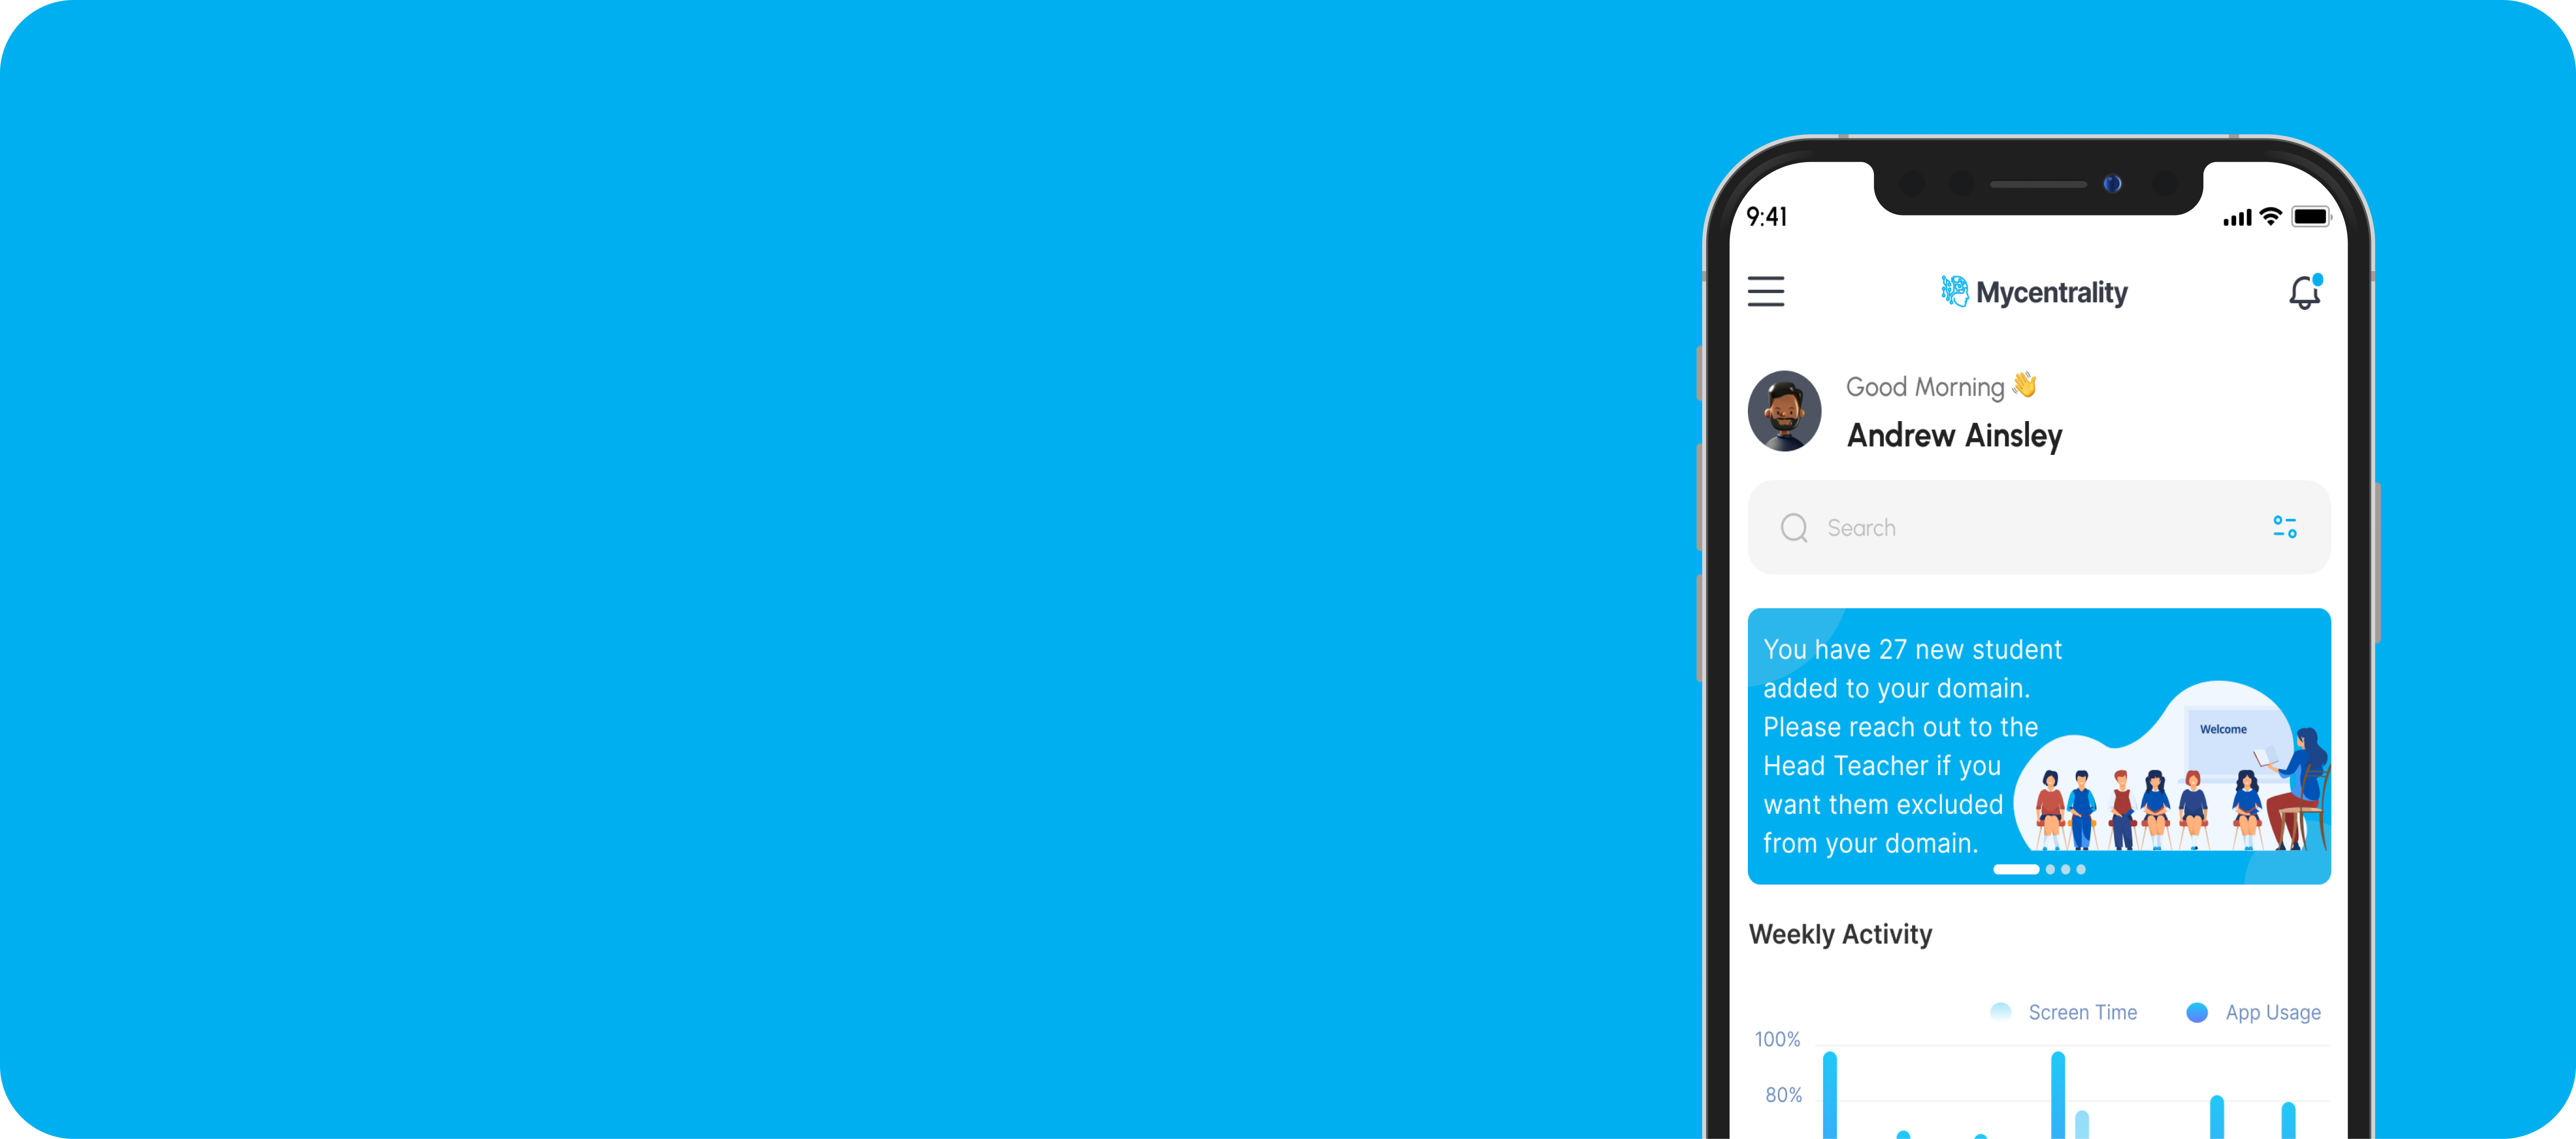 9:41
Mycentrality
Good Morning 👋
Andrew Ainsley
Search
You have 27 new student
added to your domain.
Please reach out to the
Head Teacher if you
want them excluded
from your domain.
Welcome
Weekly Activity
Screen Time
App Usage
100%
80%